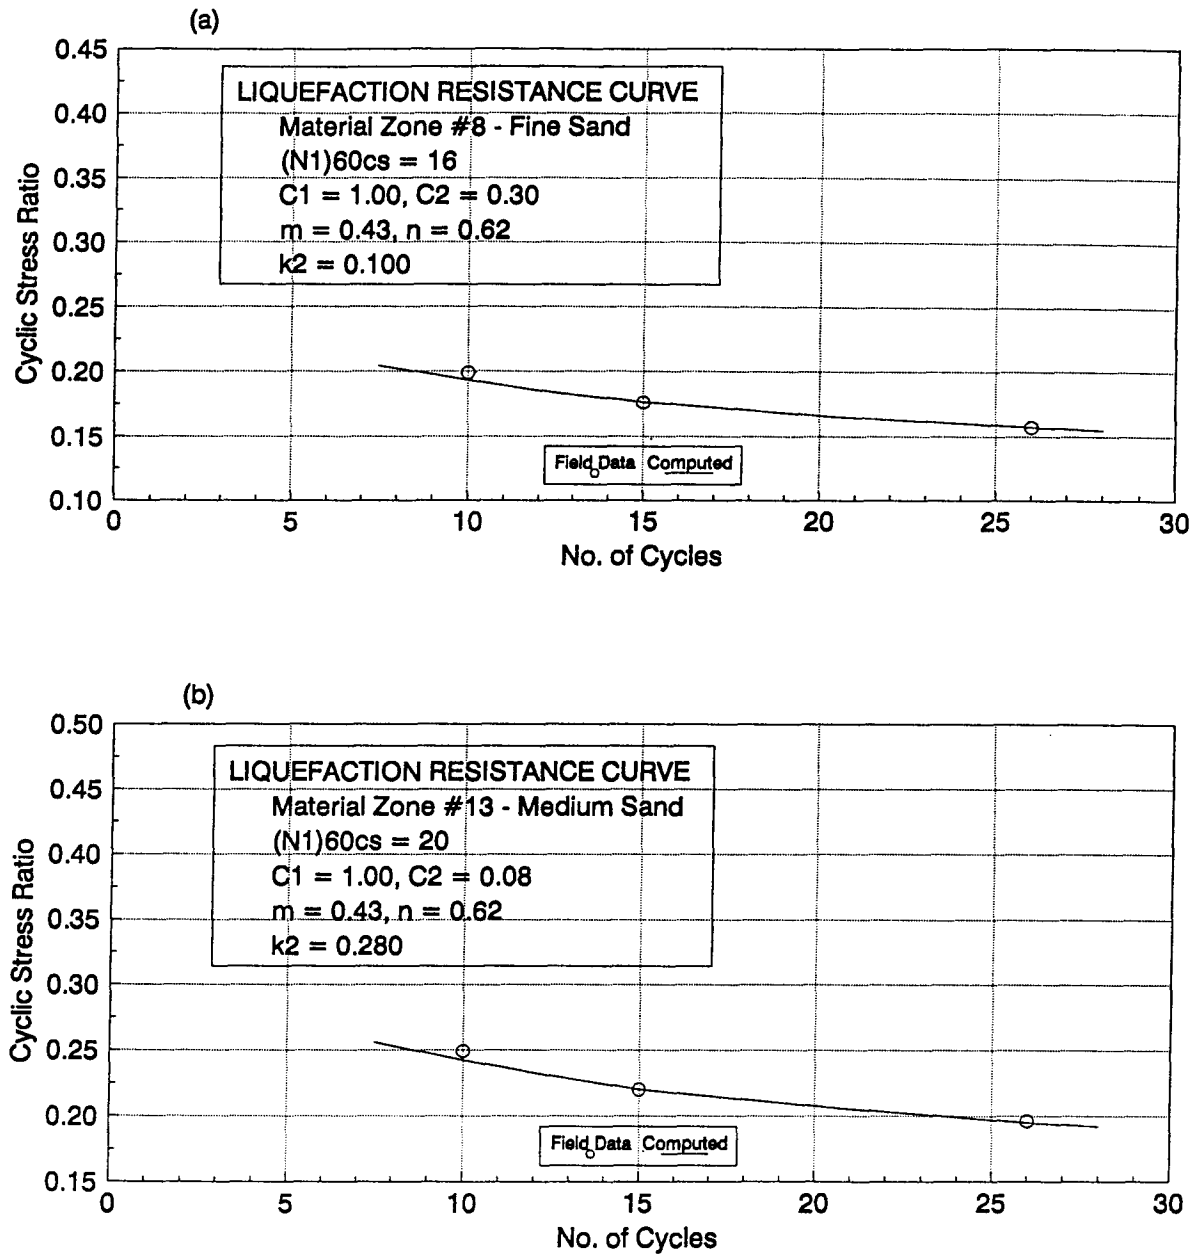 (a)
0.45
0.40
0.35
0.30
0.25
0.20
0.15
0.10
Cyclic Stress Ratio
LIQUEFACTION RESISTANCE CURVE
Material Zone #8 - Fine Sand
(N1)60cs = 16
C1 = 1.00, C2 = 0.30
m = 0.43, n = 0.62
k2 = 0.100
Field Data Computed
0 5 10 15 20 25 30
No. of Cycles
(b)
0.50
0.45
0.40
0.35
0.30
0.25
0.20
0.15
Cyclic Stress Ratio
LIQUEFACTION RESISTANCE CURVE
Material Zone #13 - Medium Sand
(N1)60cs = 20
C1 = 1.00, C2 = 0.08
m = 0.43, n = 0.62
k2 = 0.280
Field Data Computed
0 5 10 15 20 25 30
No. of Cycles